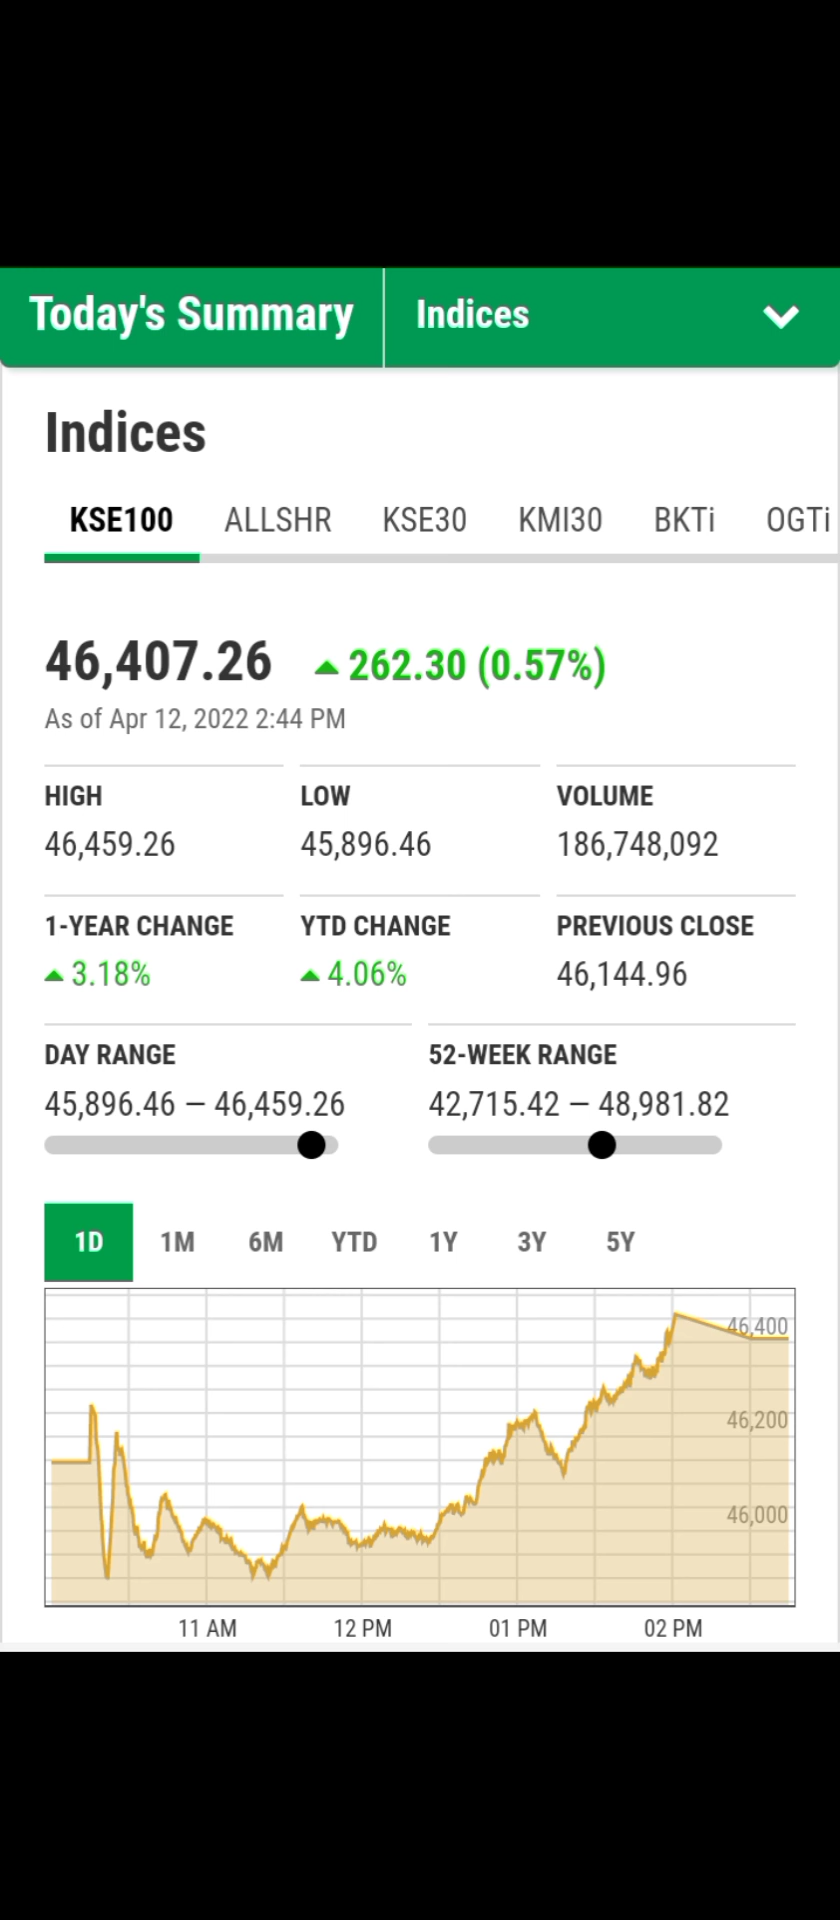 Today's Summary Indices
Indices
KSE100 ALLSHR KSE30 KMI30 BKTi OGTi
46,407.26 ▲ 262.30 (0.57%)
As of Apr 12, 2022 2:44 PM
HIGH LOW VOLUME
46,459.26 45,896.46 186,748,092
1-YEAR CHANGE YTD CHANGE PREVIOUS CLOSE
▲ 3.18% ▲ 4.06% 46,144.96
DAY RANGE 52-WEEK RANGE
45,896.46 — 46,459.26 42,715.42 — 48,981.82
1D 1M 6M YTD 1Y 3Y 5Y
46,400
46,200
46,000
11 AM 12 PM 01 PM 02 PM